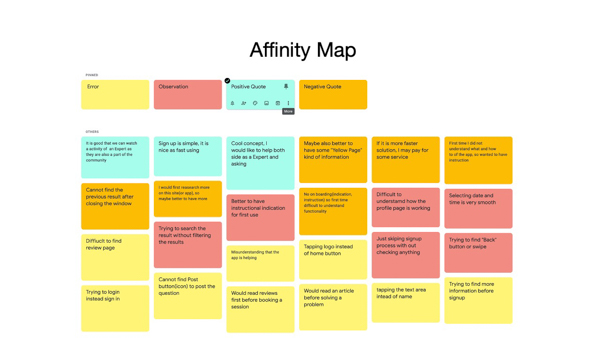 Affinity Map
PINNED
Error
Observation
Positive Quote
Negative Quote
More
OTHERS
It is good that we can watch
a activity of an Expert so
they are also a part of the
community
Sign up is simple, it is
nice as fast using
Cool concept. I
would like to help both
side as a Expert and
asking
Maybe also better to
have some "Yellow Page"
kind of information
If it is more faster
solution, I may pay for
some service
First time I did not
understand what and how
to of the app, so wanted to have
instruction
Cannot find the
previous result after
closing the window
I would first research more
on this site(or app), so
maybe better to have more
Better to have
instructional indication
for first use
No on boarding(indication,
instruction) so first time
difficult to understand
functionality
Difficult to
understamd how the
profile page is working
Selecting date and
time is very smooth
Trying to search the
result without filtering
the results
Diffiuclt to find
review page
Misunderstanding that the
app is helping
Tapping logo instead
of home button
Just skiping signup
process with out
checking anything
Trying to find "Back"
button or swipe
Trying to login
instead sign in
Cannot find Post
button(icon) to post the
question
Would read reviews
first before booking a
session
Would read an article
before solving a
problem
tapping the text area
intead of name
Trying to find more
information before
signup